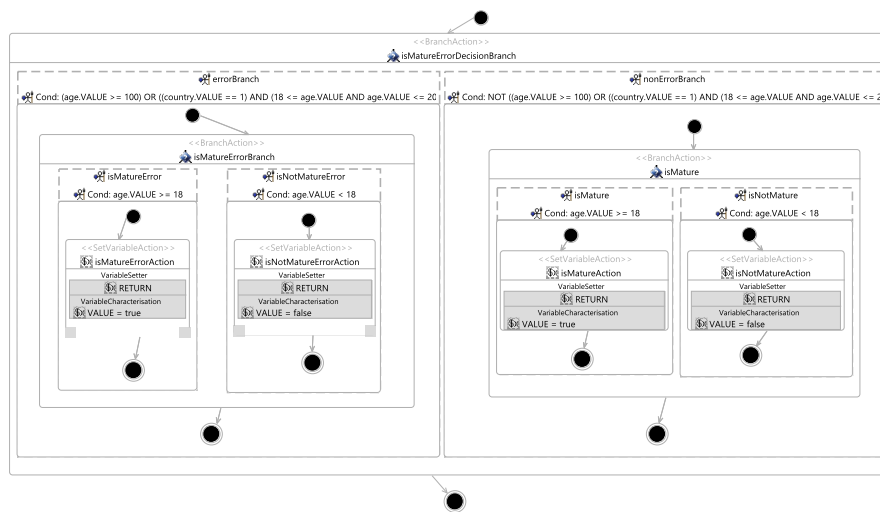 <<BranchAction>>
isMatureErrorDecisionBranch
errorBranch
Cond: (age.VALUE >= 100) OR ((country.VALUE == 1) AND (18 <= age.VALUE AND age.VALUE <= 20
<<BranchAction>>
isMatureErrorBranch
isMatureError
Cond: age.VALUE >= 18
<<SetVariableAction>>
isMatureErrorAction
VariableSetter
RETURN
VariableCharacterisation
VALUE = true
isNotMatureError
Cond: age.VALUE < 18
<<SetVariableAction>>
isNotMatureErrorAction
VariableSetter
RETURN
VariableCharacterisation
VALUE = false
nonErrorBranch
Cond: NOT ((age.VALUE >= 100) OR ((country.VALUE == 1) AND (18 <= age.VALUE AND age.VALUE <= 2
<<BranchAction>>
isMature
isMature
Cond: age.VALUE >= 18
<<SetVariableAction>>
isMatureAction
VariableSetter
RETURN
VariableCharacterisation
VALUE = true
isNotMature
Cond: age.VALUE < 18
<<SetVariableAction>>
isNotMatureAction
VariableSetter
RETURN
VariableCharacterisation
VALUE = false